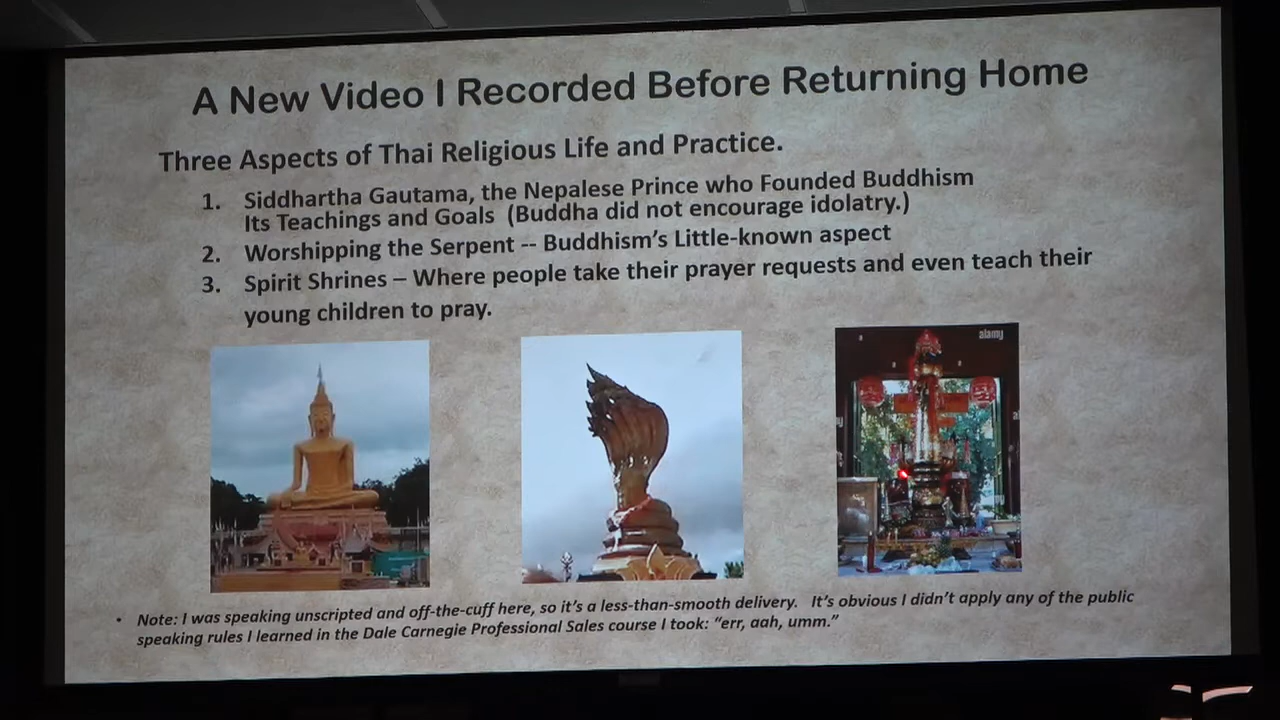 A New Video I Recorded Before Returning Home
Three Aspects of Thai Religious Life and Practice.
1. Siddhartha Gautama, the Nepalese Prince who Founded Buddhism
Its Teachings and Goals (Buddha did not encourage idolatry.)
2. Worshipping the Serpent -- Buddhism's Little-known aspect
3. Spirit Shrines – Where people take their prayer requests and even teach their
young children to pray.
alamy
• Note: I was speaking unscripted and off-the-cuff here, so it's a less-than-smooth delivery. It's obvious I didn't apply any of the public
speaking rules I learned in the Dale Carnegie Professional Sales course I took: “err, aah, umm.”